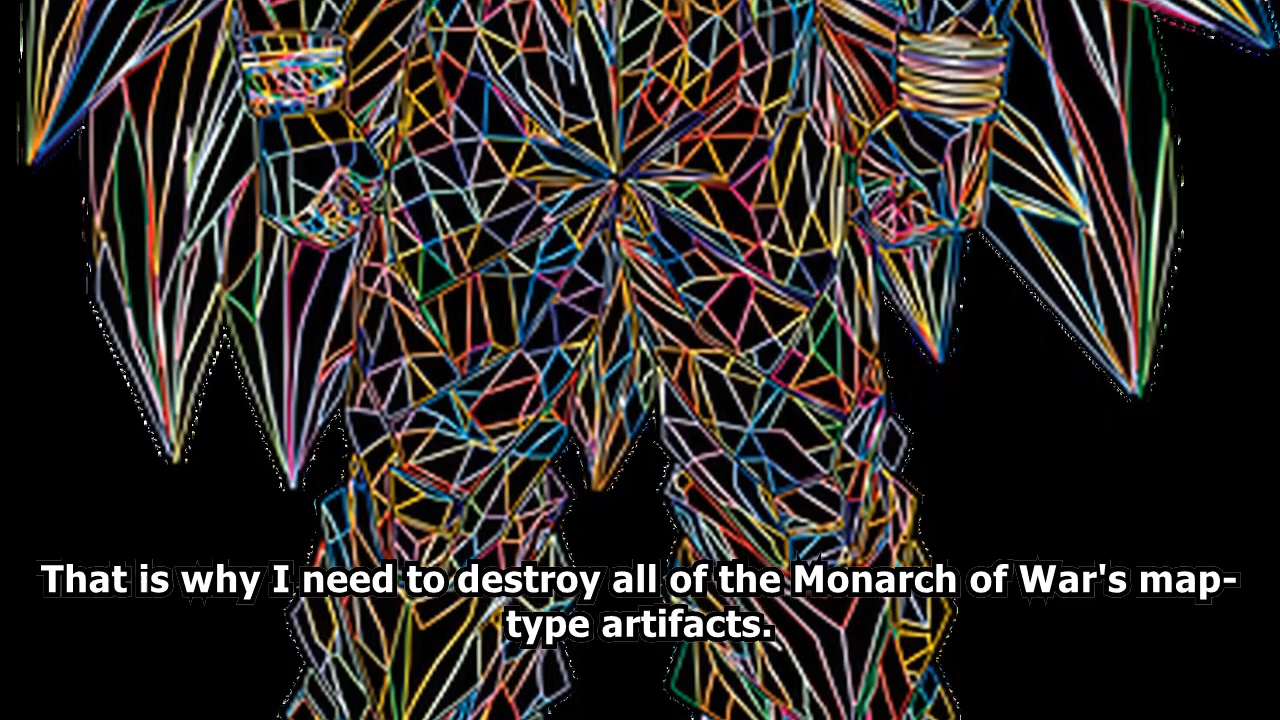 That is why I need to destroy all of the Monarch of War's map-
type artifacts.